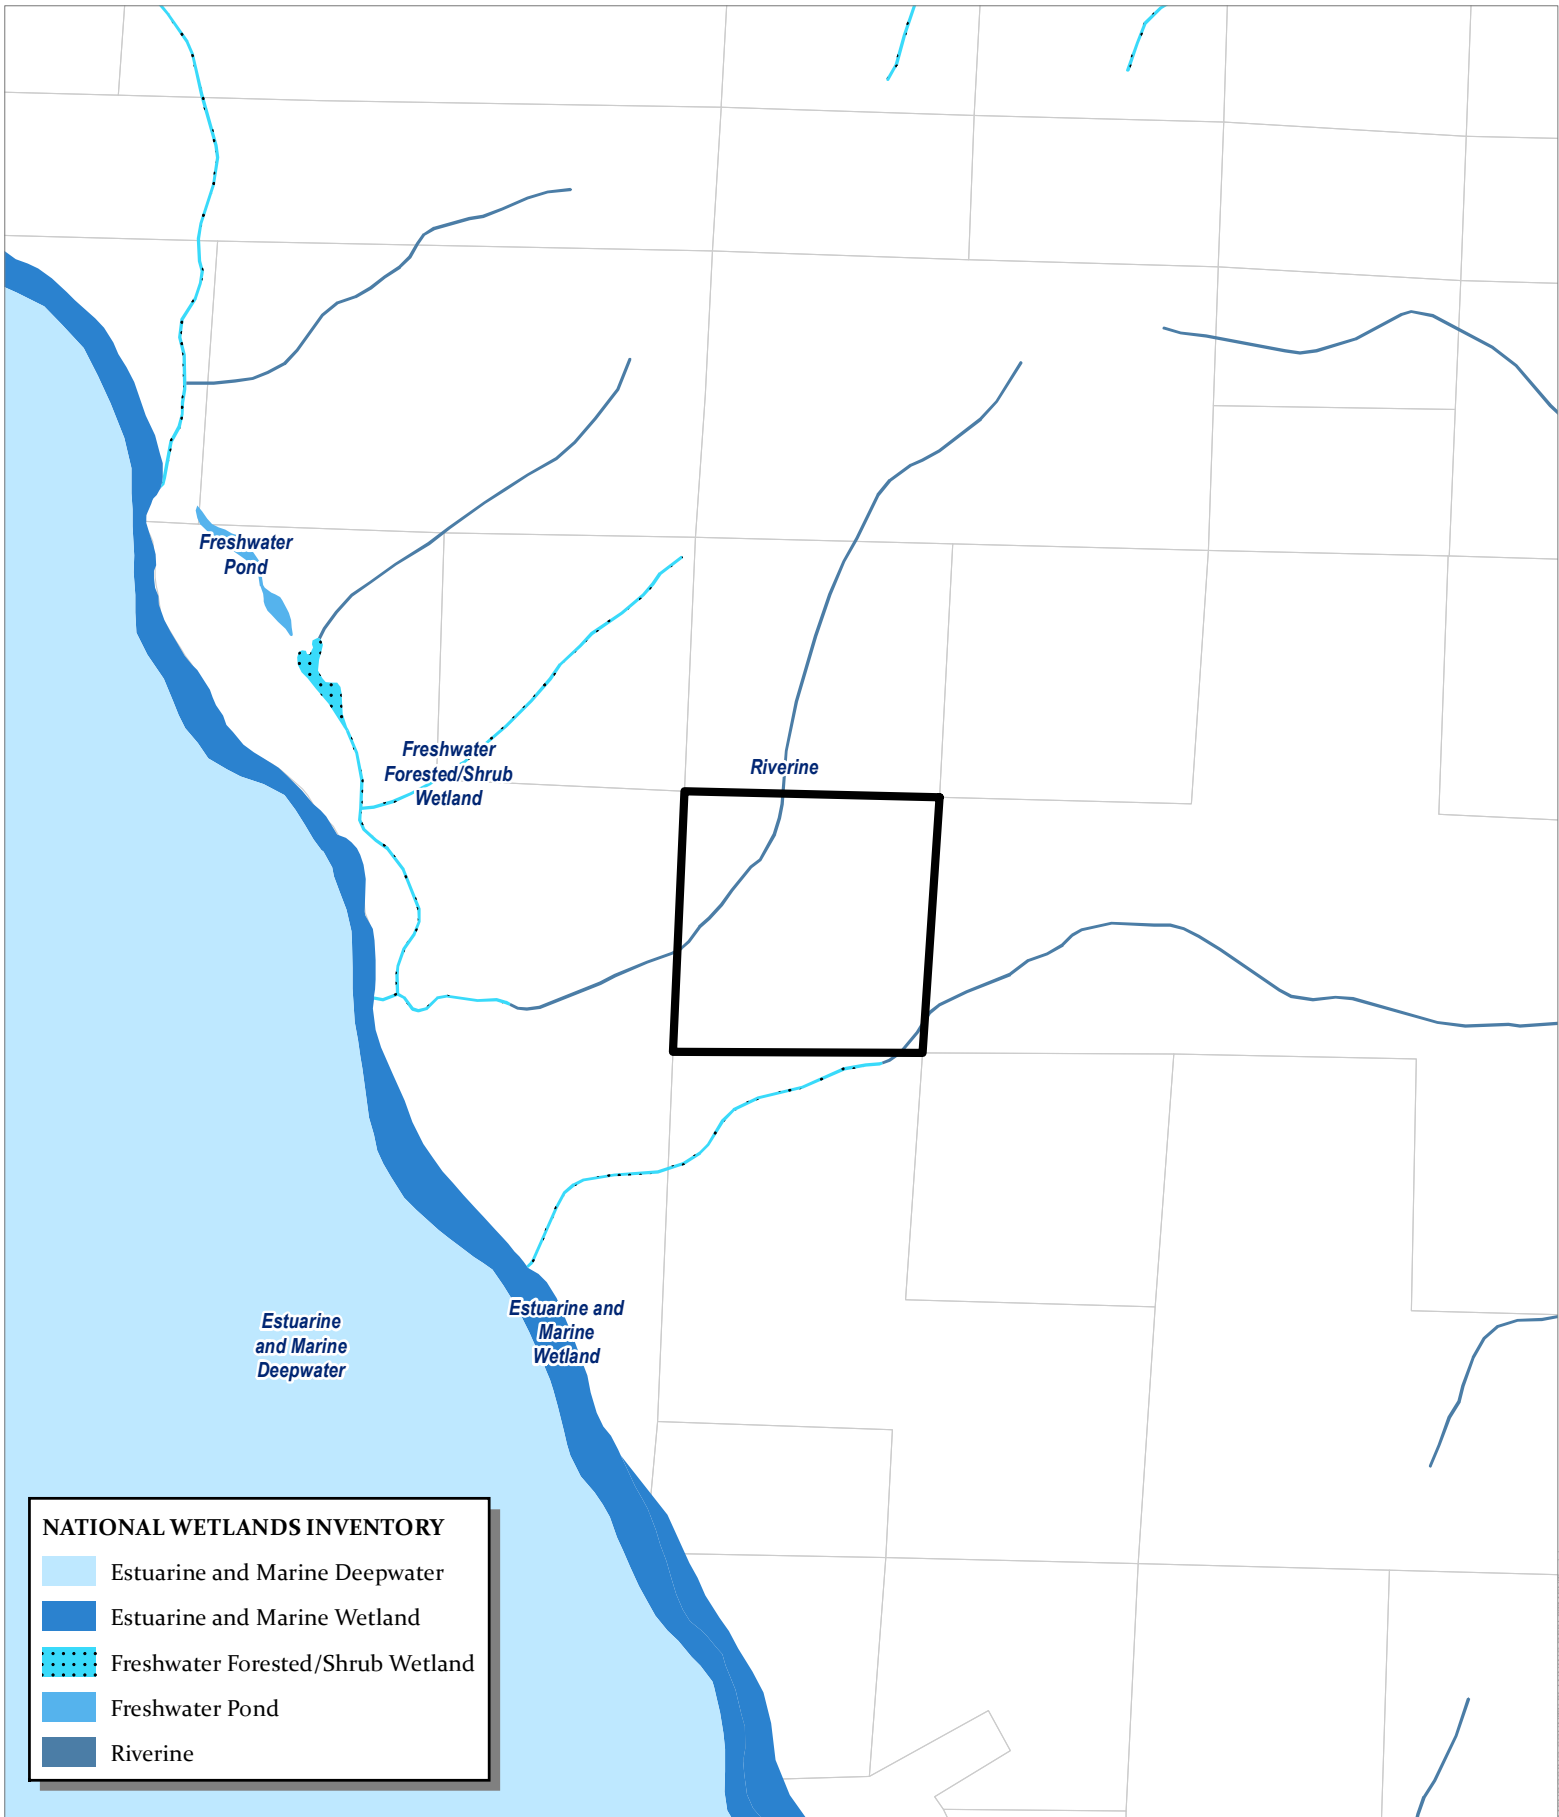 Freshwater
Pond
Freshwater
Forested/Shrub
Wetland
Riverine
Estuarine
and Marine
Deepwater
Estuarine and
Marine
Wetland
NATIONAL WETLANDS INVENTORY
Estuarine and Marine Deepwater
Estuarine and Marine Wetland
Freshwater Forested/Shrub Wetland
Freshwater Pond
Riverine